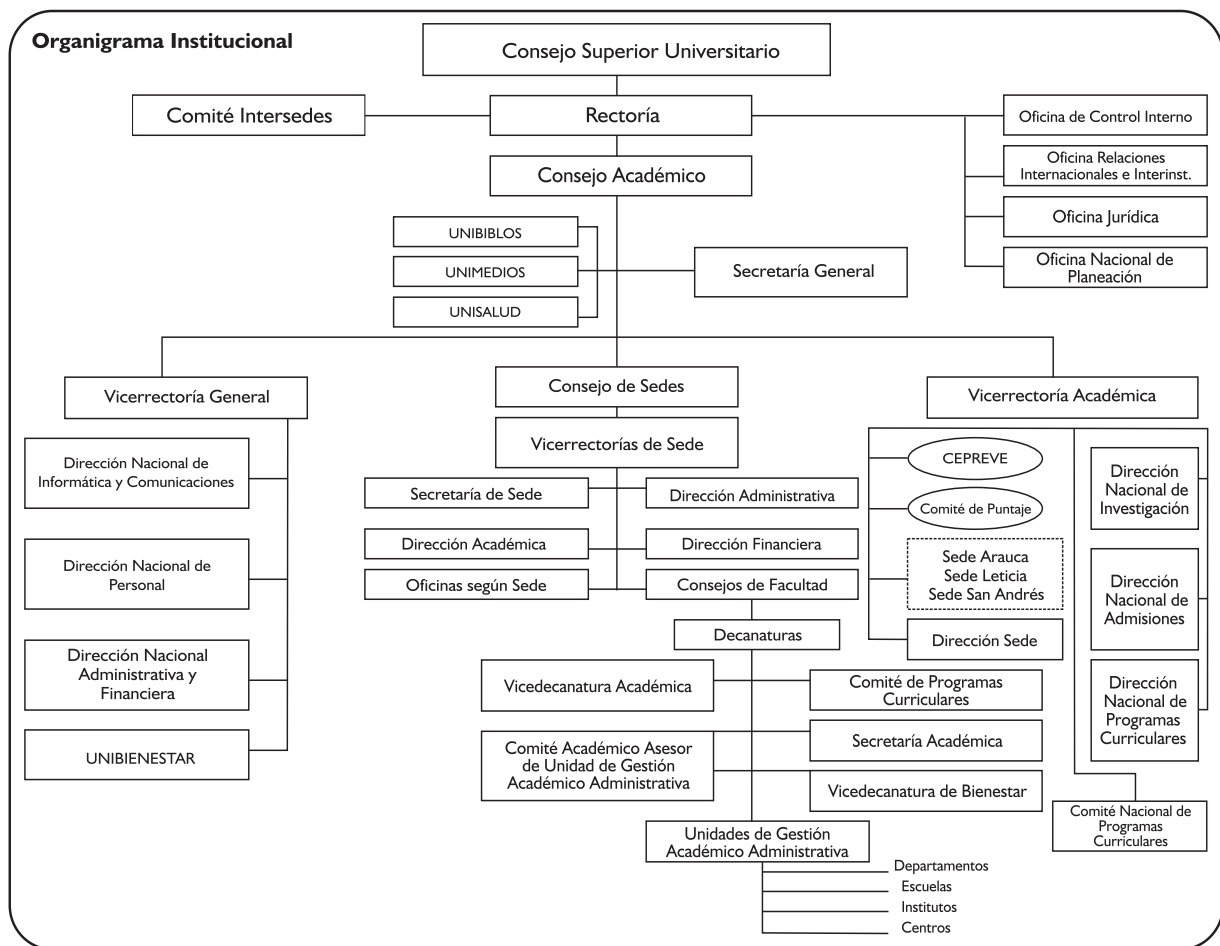 Organigrama Institucional
Consejo Superior Universitario
Comité Intersedes
Rectoría
Oficina de Control Interno
Consejo Académico
Oficina Relaciones
Internacionales e Interinst.
Oficina Jurídica
Oficina Nacional de
Planeación
UNIBIBLOS
UNIMEDIOS
UNISALUD
Secretaría General
Vicerrectoría General
Consejo de Sedes
Vicerrectoría Académica
Dirección Nacional de
Informática y Comunicaciones
Dirección Nacional de
Personal
Dirección Nacional
Administrativa y
Financiera
UNIBIENESTAR
Vicerrectorías de Sede
Secretaría de Sede
Dirección Administrativa
Dirección Académica
Dirección Financiera
Oficinas según Sede
Consejos de Facultad
Decanaturas
Vicedecanatura Académica
Comité de Programas
Curriculares
Secretaría Académica
Comité Académico Asesor
de Unidad de Gestión
Académico Administrativa
Vicedecanatura de Bienestar
Unidades de Gestión
Académico Administrativa
Departamentos
Escuelas
Institutos
Centros
CEPREVE
Comité de Puntaje
Sede Arauca
Sede Leticia
Sede San Andrés
Dirección Sede
Dirección
Nacional de
Investigación
Dirección
Nacional de
Admisiones
Dirección
Nacional de
Programas
Curriculares
Comité Nacional de
Programas
Curriculares